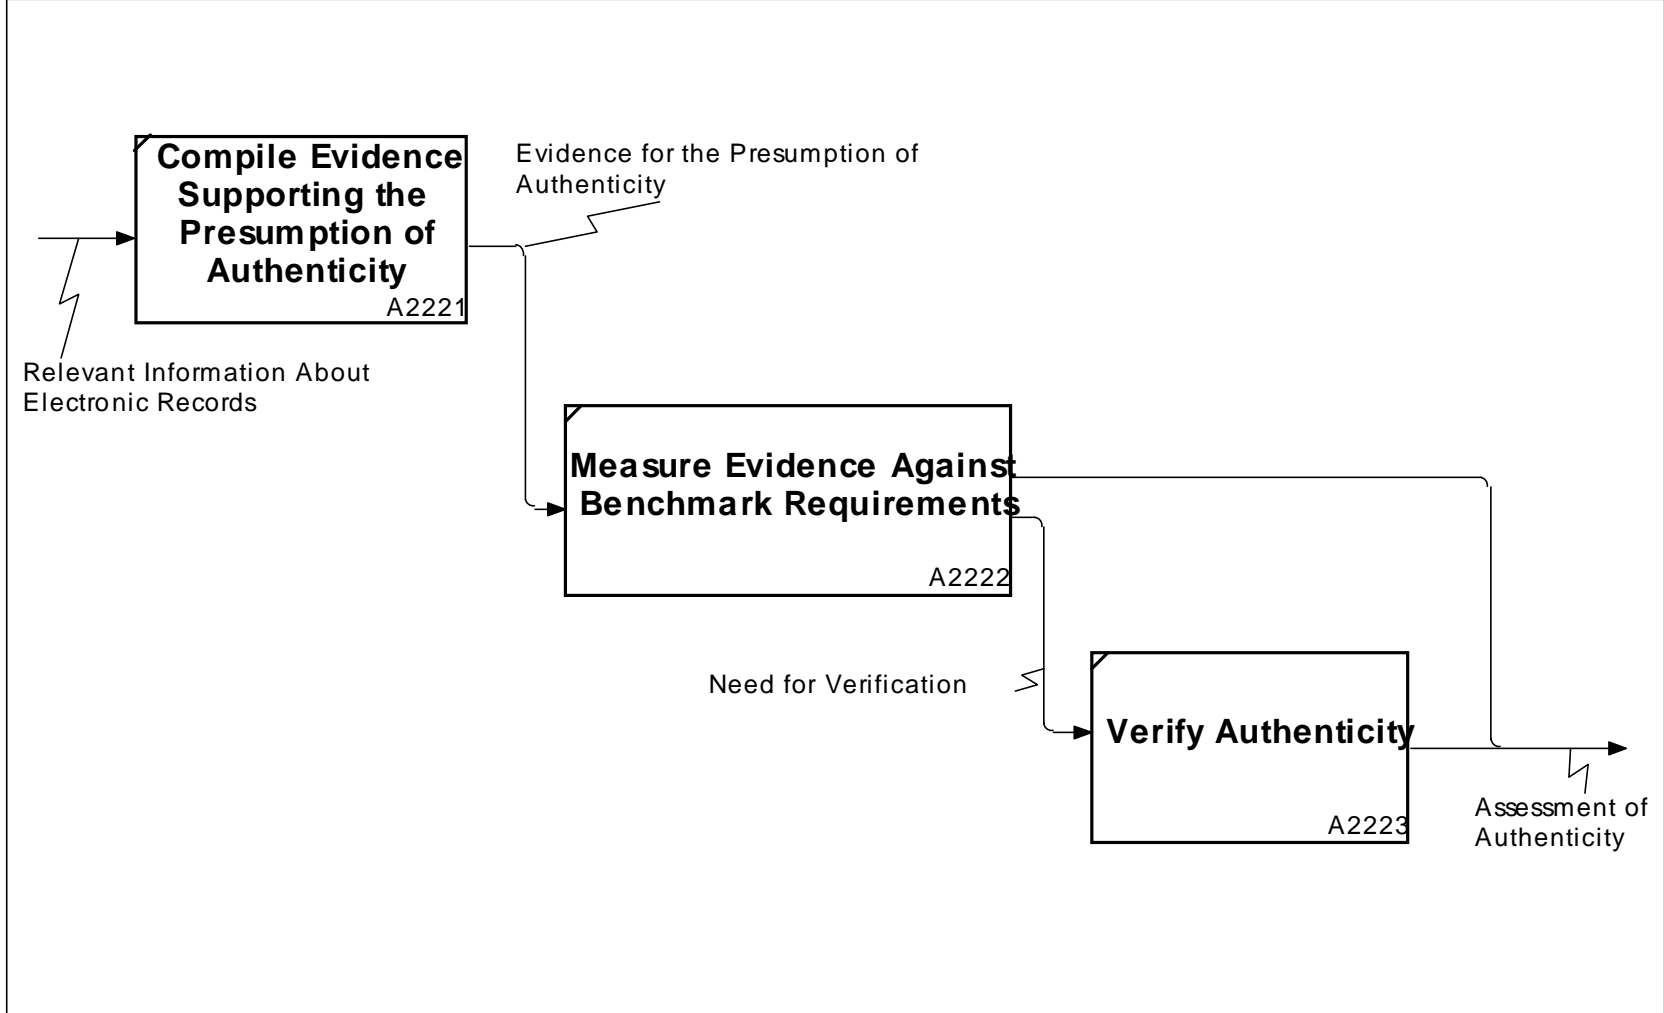 Compile Evidence
Supporting the
Presumption of
Authenticity
A2221
Evidence for the Presumption of
Authenticity
Relevant Information About
Electronic Records
Measure Evidence Against
Benchmark Requirements
A2222
Need for Verification
Verify Authenticity
A2223
Assessment of
Authenticity